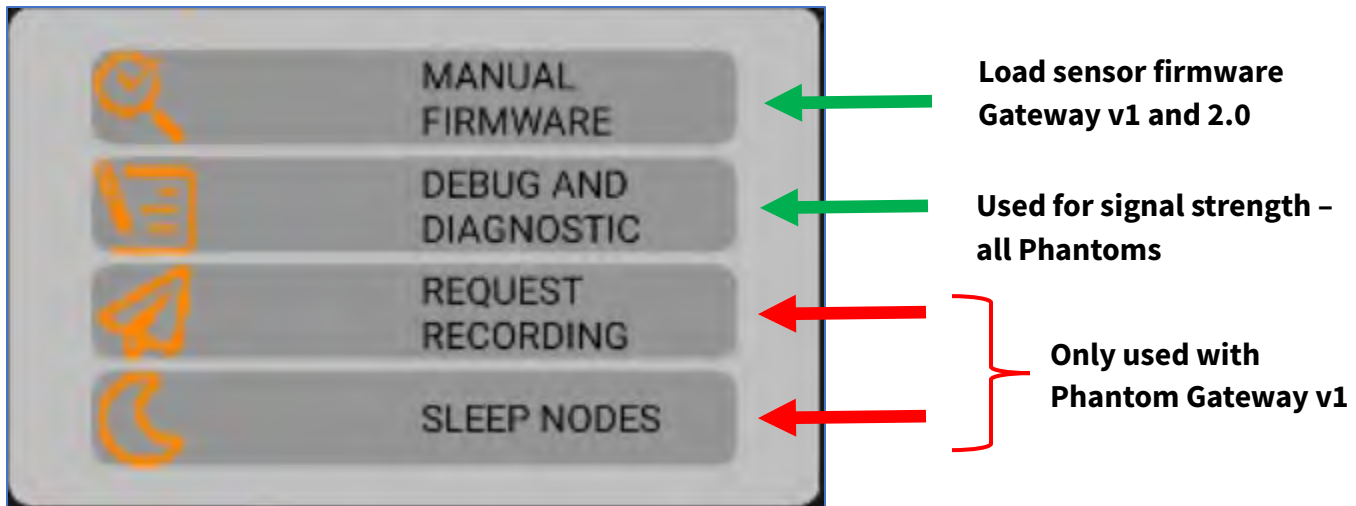 MANUAL
FIRMWARE
Load sensor firmware
Gateway v1 and 2.0
DEBUG AND
DIAGNOSTIC
Used for signal strength –
all Phantoms
REQUEST
RECORDING
SLEEP NODES
Only used with
Phantom Gateway v1